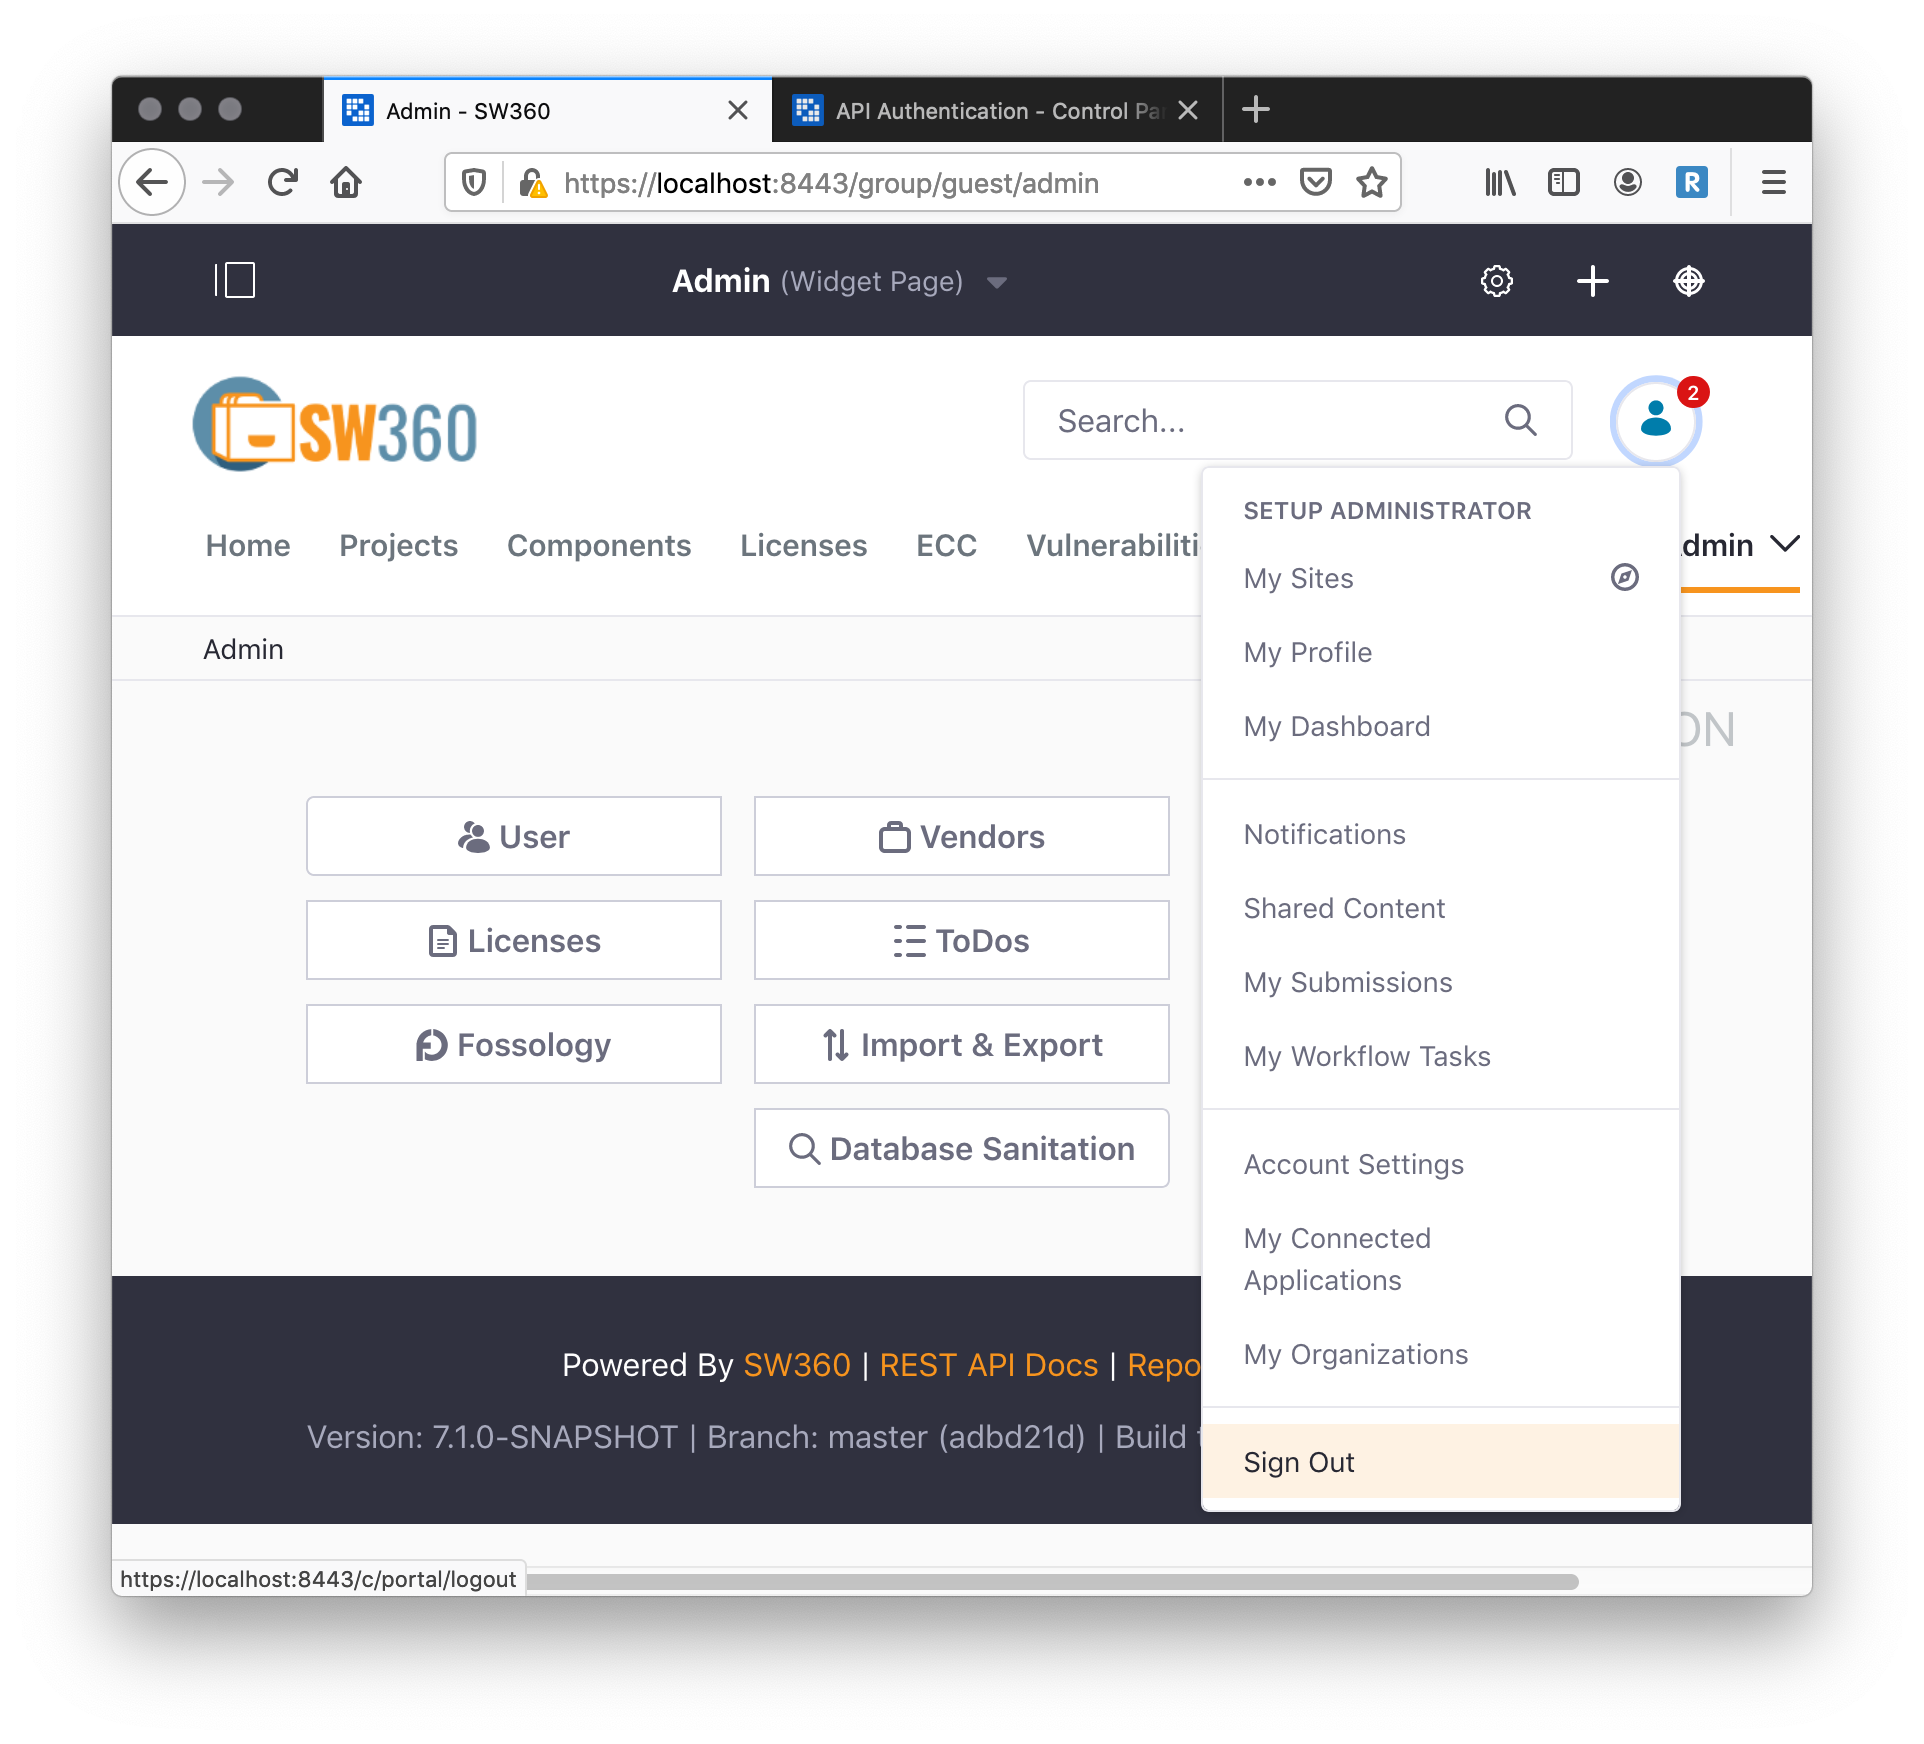 Admin - SW360
API Authentication - Control Pa
https://localhost:8443/group/guest/admin
R
Admin (Widget Page)
SW360
Search...
2
Home Projects Components Licenses ECC Vulnerabiliti dmin
Admin
ON
User
Vendors
Licenses
ToDos
Fossology
Import & Export
Database Sanitation
SETUP ADMINISTRATOR
My Sites
My Profile
My Dashboard
Notifications
Shared Content
My Submissions
My Workflow Tasks
Account Settings
My Connected
Applications
My Organizations
Sign Out
Powered By SW360 | REST API Docs | Repo
Version: 7.1.0-SNAPSHOT | Branch: master (adbd21d) | Build t
https://localhost:8443/c/portal/logout